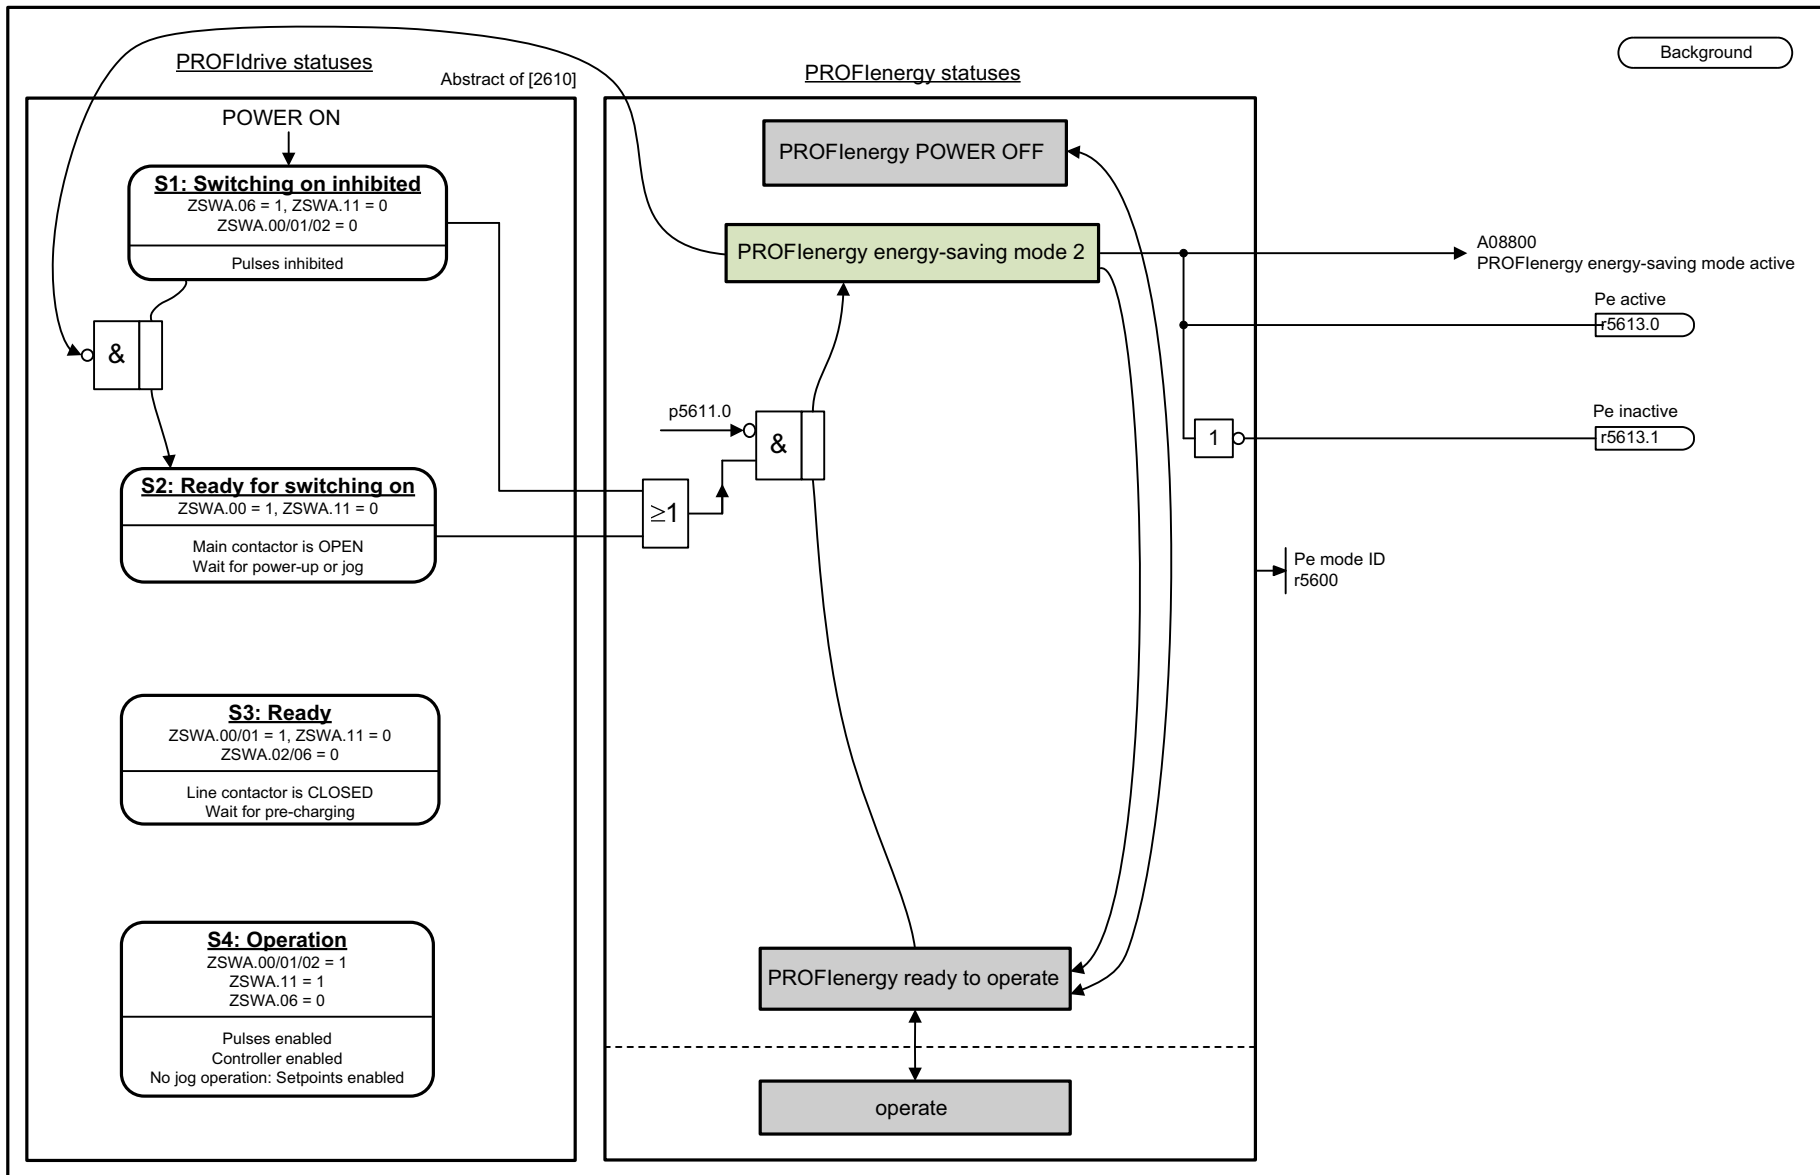 Background
PROFIdrive statuses
Abstract of [2610]
PROFIenergy statuses
POWER ON
S1: Switching on inhibited
ZSWA.06 = 1, ZSWA.11 = 0
ZSWA.00/01/02 = 0
Pulses inhibited
&
S2: Ready for switching on
ZSWA.00 = 1, ZSWA.11 = 0
Main contactor is OPEN
Wait for power-up or jog
S3: Ready
ZSWA.00/01 = 1, ZSWA.11 = 0
ZSWA.02/06 = 0
Line contactor is CLOSED
Wait for pre-charging
S4: Operation
ZSWA.00/01/02 = 1
ZSWA.11 = 1
ZSWA.06 = 0
Pulses enabled
Controller enabled
No jog operation: Setpoints enabled
PROFIenergy POWER OFF
PROFIenergy energy-saving mode 2
p5611.0
&
≥1
PROFIenergy ready to operate
operate
A08800
PROFIenergy energy-saving mode active
Pe active
r5613.0
Pe inactive
1
r5613.1
Pe mode ID
r5600